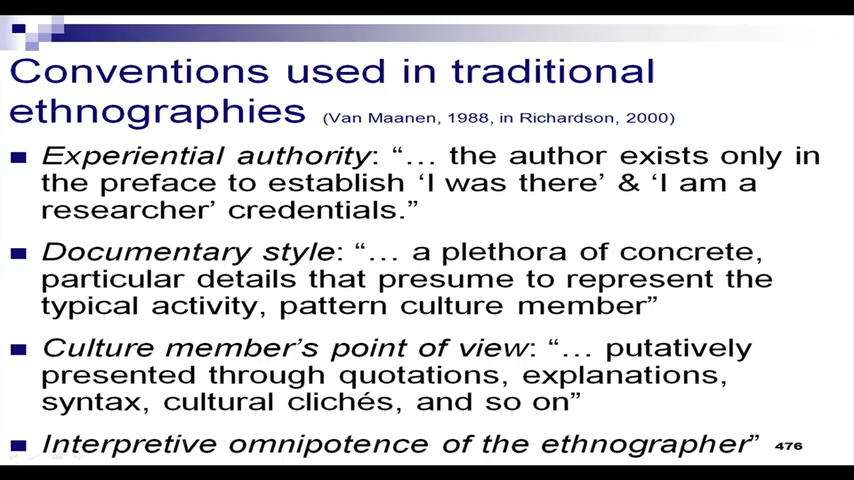 Conventions used in traditional
ethnographies (Van Maanen, 1988, in Richardson, 2000)
Experiential authority: “… the author exists only in
the preface to establish ‘I was there’ & ‘I am a
researcher’ credentials.”
Documentary style: “… a plethora of concrete,
particular details that presume to represent the
typical activity, pattern culture member”
Culture member’s point of view: “… putatively
presented through quotations, explanations,
syntax, cultural clichés, and so on”
Interpretive omnipotence of the ethnographer” 476